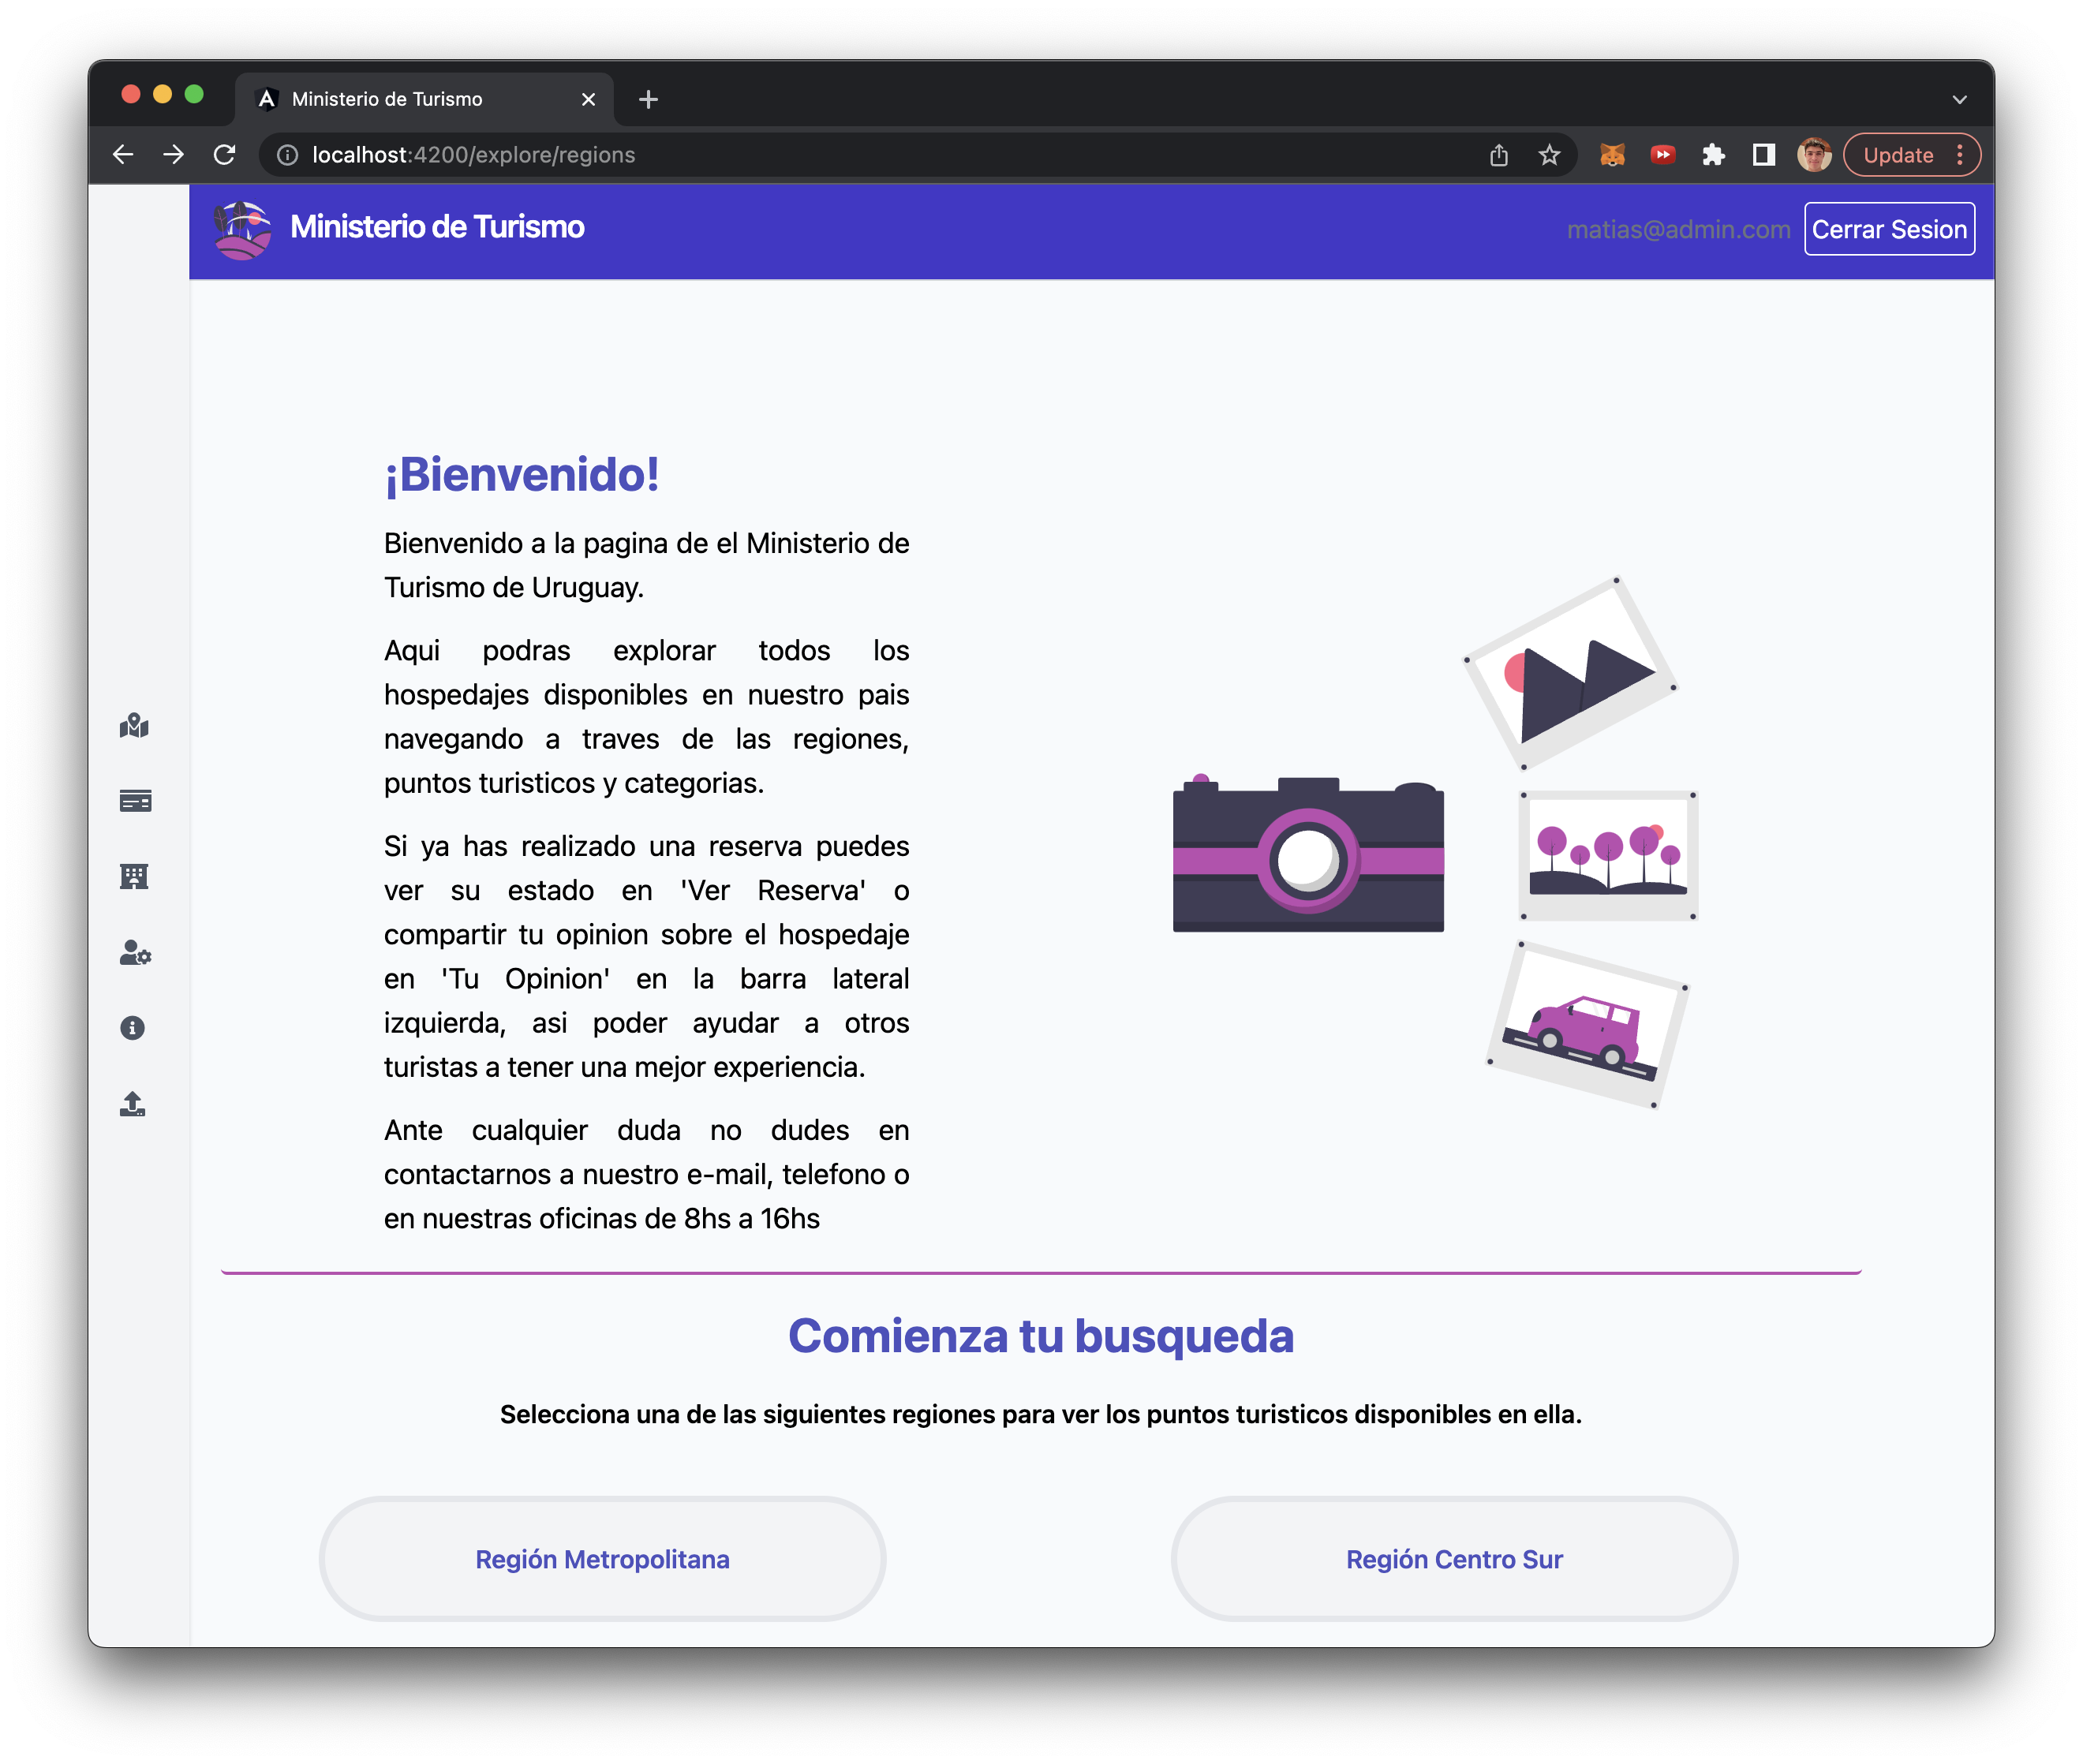 Ministerio de Turismo
localhost:4200/explore/regions
Update
Ministerio de Turismo
matias@admin.com
Cerrar Sesion
¡Bienvenido!
Bienvenido a la pagina de el Ministerio de
Turismo de Uruguay.
Aqui podras explorar todos los
hospedajes disponibles en nuestro pais
navegando a traves de las regiones,
puntos turisticos y categorias.
Si ya has realizado una reserva puedes
ver su estado en 'Ver Reserva' o
compartir tu opinion sobre el hospedaje
en 'Tu Opinion' en la barra lateral
izquierda, asi poder ayudar a otros
turistas a tener una mejor experiencia.
Ante cualquier duda no dudes en
contactarnos a nuestro e-mail, telefono o
en nuestras oficinas de 8hs a 16hs
Comienza tu busqueda
Selecciona una de las siguientes regiones para ver los puntos turisticos disponibles en ella.
Región Metropolitana
Región Centro Sur